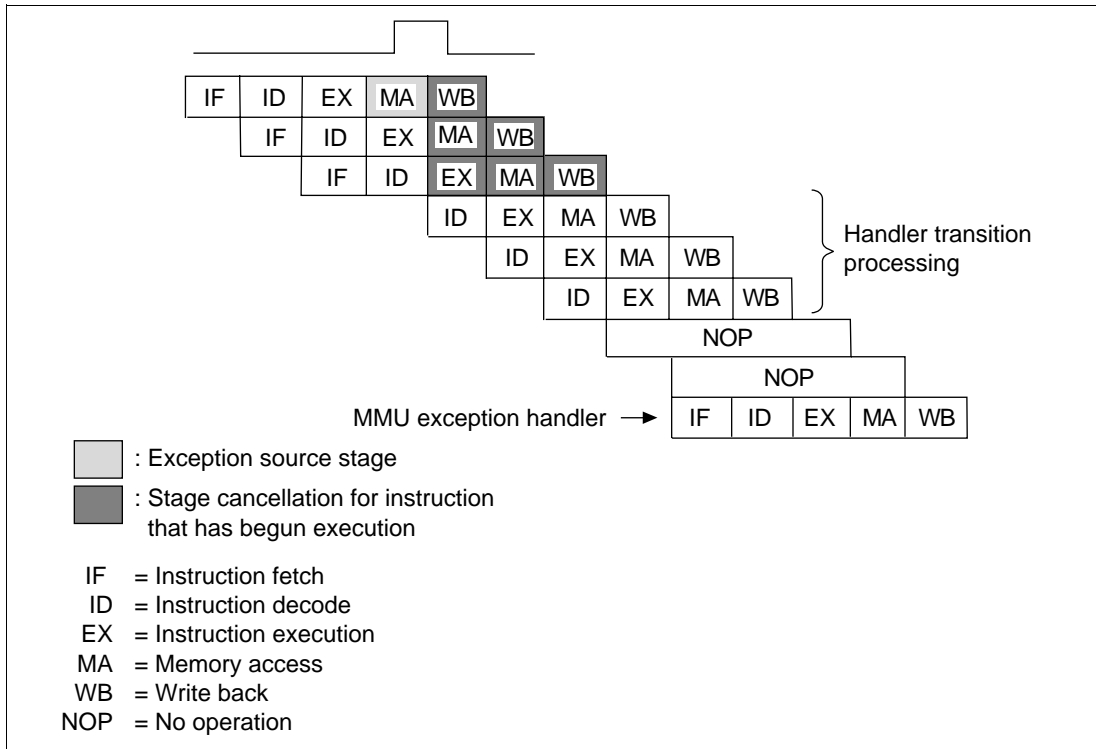 IF ID EX MA WB
IF ID EX MA WB
IF ID EX MA WB
ID EX MA WB
ID EX MA WB
ID EX MA WB
Handler transition
processing
NOP
NOP
MMU exception handler → IF ID EX MA WB
: Exception source stage
: Stage cancellation for instruction
that has begun execution
IF = Instruction fetch
ID = Instruction decode
EX = Instruction execution
MA = Memory access
WB = Write back
NOP = No operation